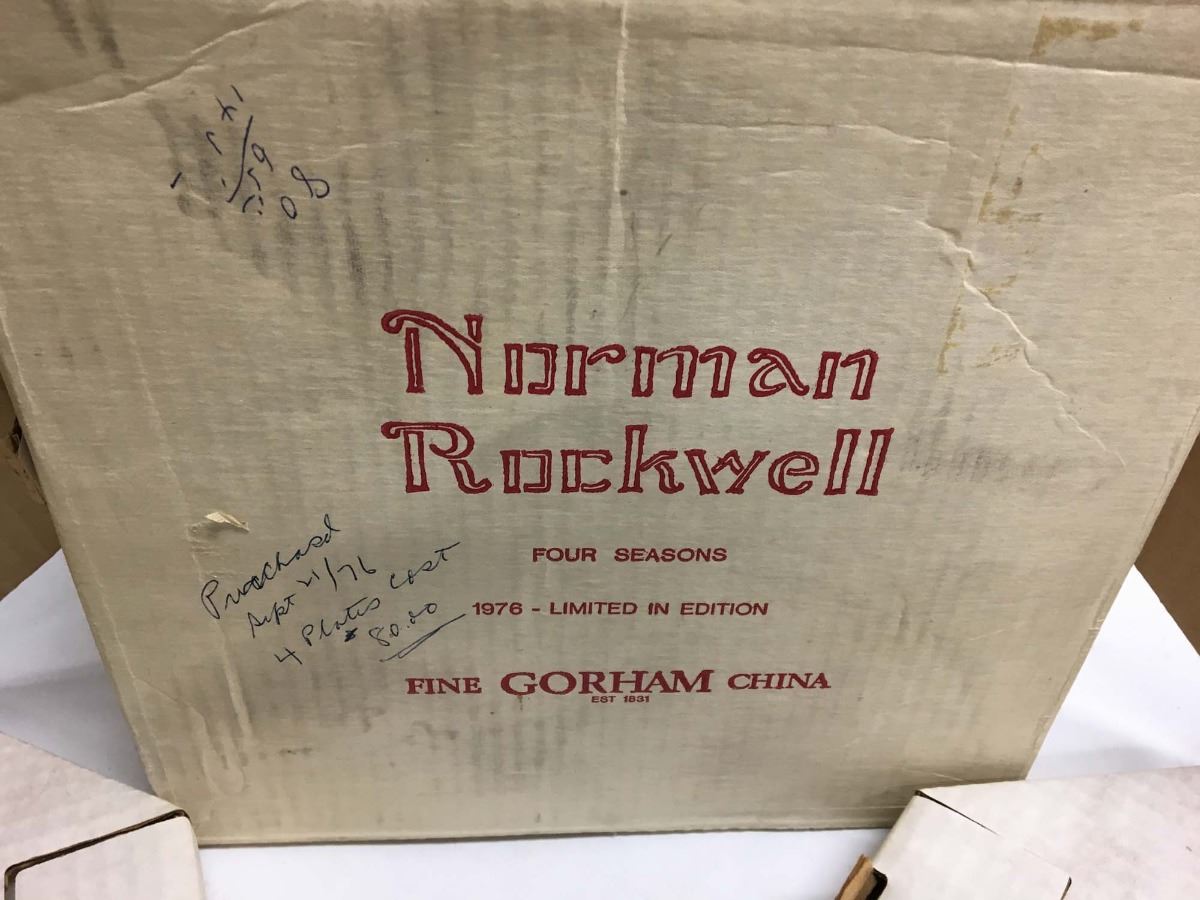 Norman
Rockwell
FOUR SEASONS
1976 - LIMITED IN EDITION
FINE GORHAM CHINA
EST 1831
Purchased
Sept 21/76
4 Plates cost
$ 80.00